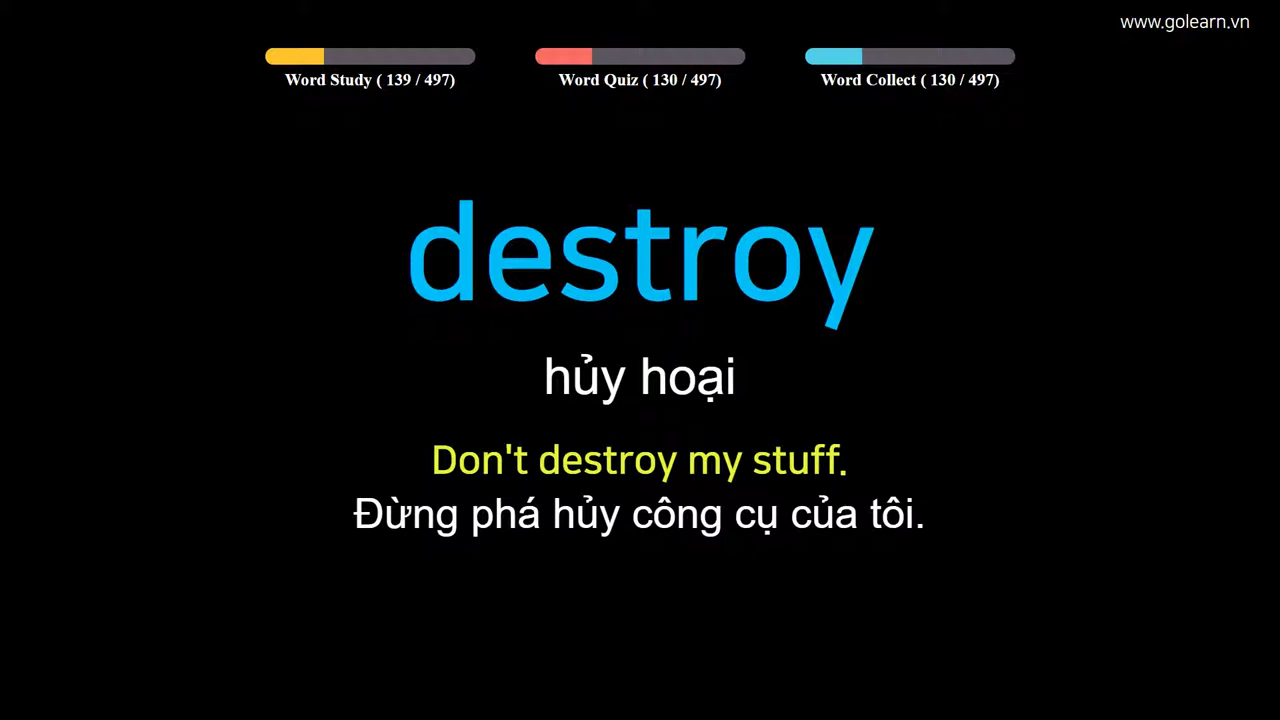 www.golearn.vn
Word Study ( 139 / 497)
Word Quiz ( 130 / 497)
Word Collect ( 130 / 497)
destroy
hủy hoại
Don't destroy my stuff.
Đừng phá hủy công cụ của tôi.